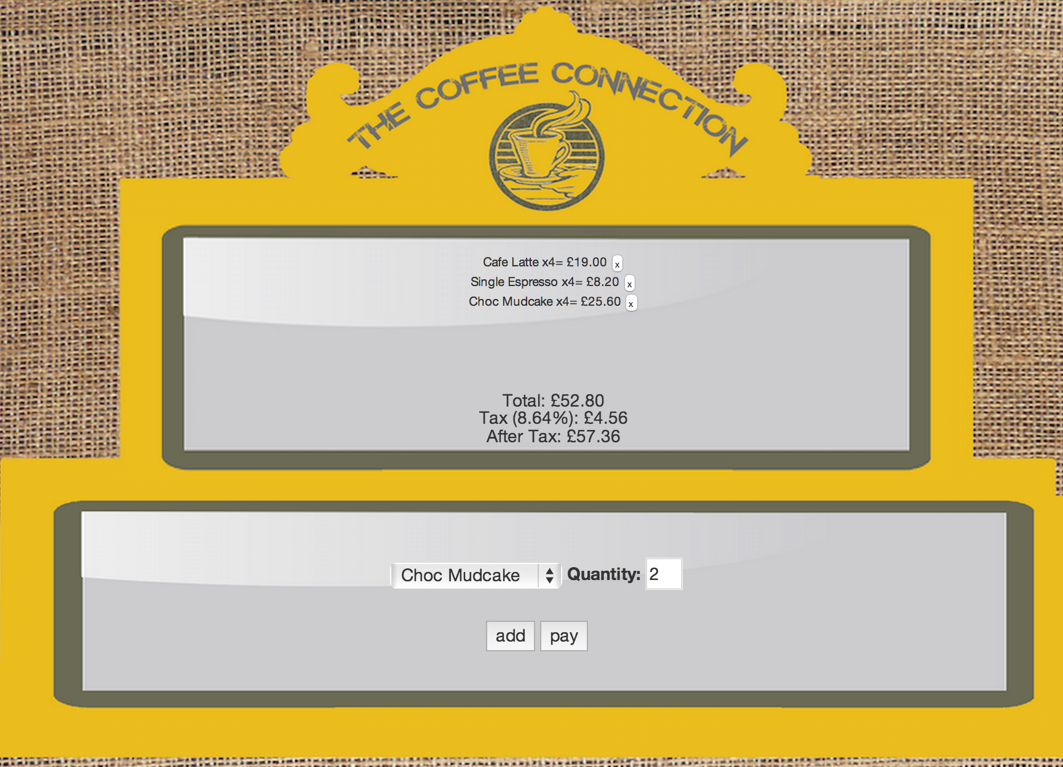 THE COFFEE CONNECTION
Cafe Latte x4= £19.00 x
Single Espresso x4= £8.20 x
Choc Mudcake x4= £25.60 x
Total: £52.80
Tax (8.64%): £4.56
After Tax: £57.36
Choc Mudcake Quantity: 2
add pay